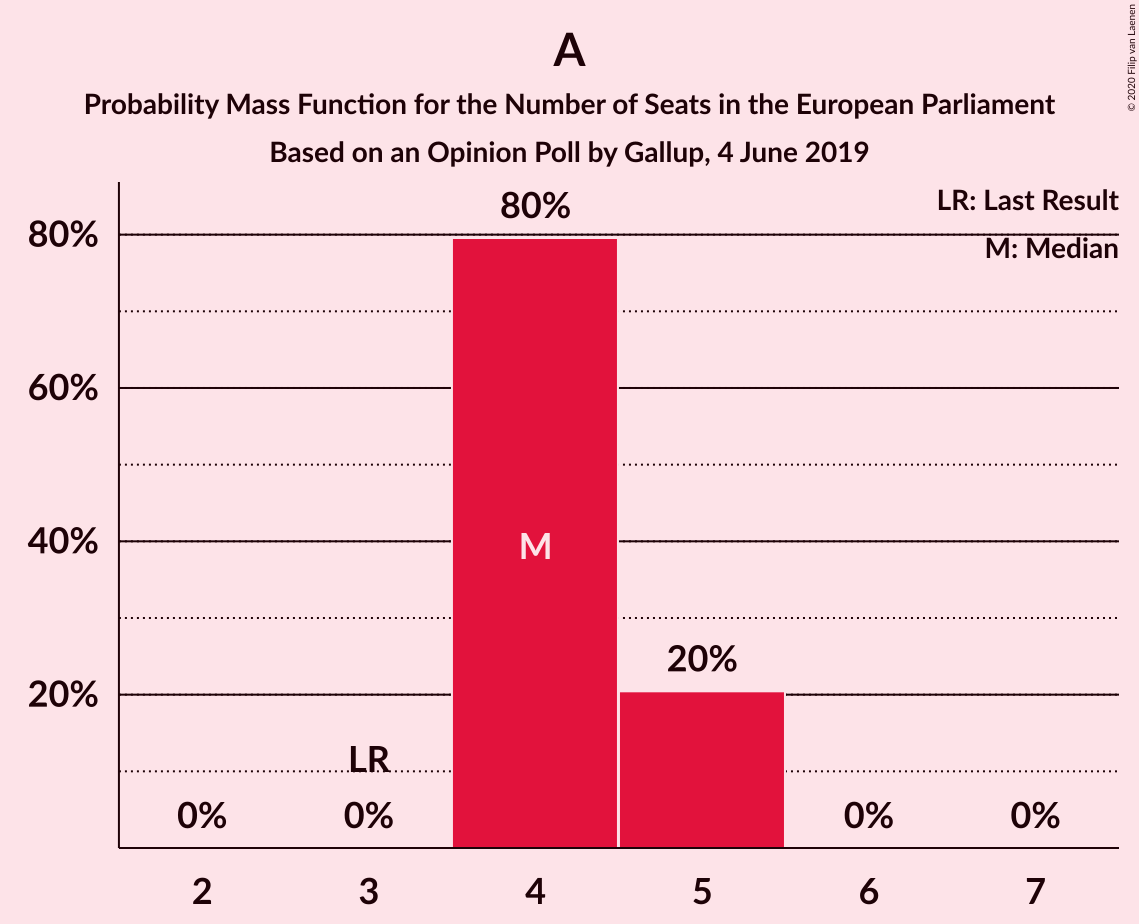 A
Probability Mass Function for the Number of Seats in the European Parliament
Based on an Opinion Poll by Gallup, 4 June 2019
© 2020 Filip van Laenen
LR: Last Result
M: Median
80%
80%
60%
40%
M
20%
20%
LR
0%
0%
0%
0%
2
3
4
5
6
7